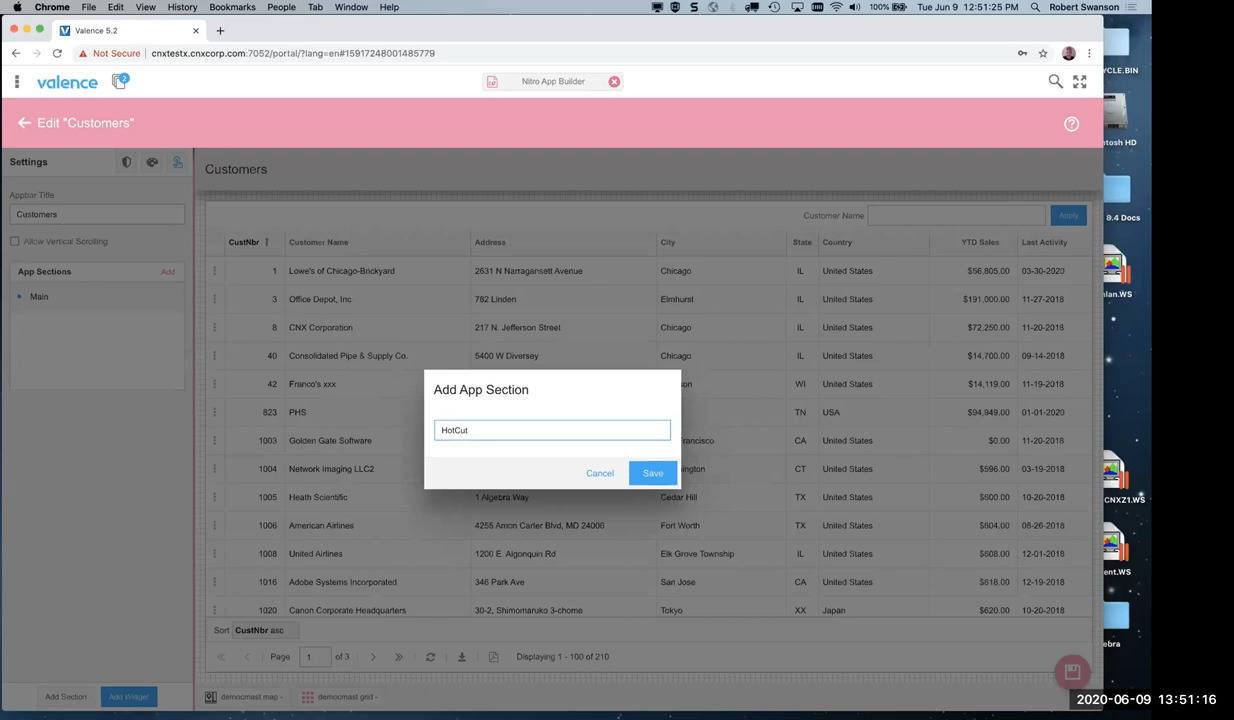 Chrome File Edit View History Bookmarks People Tab Window Help 100% Tue Jun 9 12:51:25 PM Robert Swanson
Valence 5.2
Not Secure cnxtestx.cnxcorp.com:7052/portal/?lang=en#15917248001485779
valence 2 Nitro App Builder
Edit "Customers"
Settings
Customers
Appbar Title
Customers
Allow Vertical Scrolling
App Sections Add
Main
Customer Name Apply
CustNbr Customer Name Address City State Country YTD Sales Last Activity
1 Lowe's of Chicago-Brickyard 2631 N Narragansett Avenue Chicago IL United States $56,805.00 03-30-2020
3 Office Depot, Inc 782 Linden Elmhurst IL United States $191,000.00 11-27-2018
8 CNX Corporation 217 N. Jefferson Street Chicago IL United States $72,250.00 11-20-2018
40 Consolidated Pipe & Supply Co. 5400 W Diversey Chicago IL United States $14,700.00 09-14-2018
42 Franco's xxx son WI United States $14,119.00 11-19-2018
823 PHS TN USA $94,949.00 01-01-2020
1003 Golden Gate Software Francisco CA United States $0.00 11-20-2018
1004 Network Imaging LLC2 ington CT United States $596.00 03-19-2018
1005 Heath Scientific 1 Algebra Way Cedar Hill TX United States $600.00 10-20-2018
1006 American Airlines 4255 Amon Carter Blvd, MD 24006 Fort Worth TX United States $604.00 08-26-2018
1008 United Airlines 1200 E. Algonquin Rd Elk Grove Township IL United States $608.00 12-01-2018
1016 Adobe Systems Incorporated 346 Park Ave San Jose CA United States $618.00 12-19-2018
1020 Canon Corporate Headquarters 30-2, Shimomaruko 3-chome Tokyo XX Japan $620.00 10-20-2018
Add App Section
HotCut
Cancel Save
Sort CustNbr asc
Page 1 of 3 Displaying 1 - 100 of 210
Add Section Add Widget democmast map - democmast grid -
YCLE.BIN
ntosh HD
9.4 Docs
lan.WS
CNXZ1.WS
ent.WS
ebra
2020-06-09 13:51:16